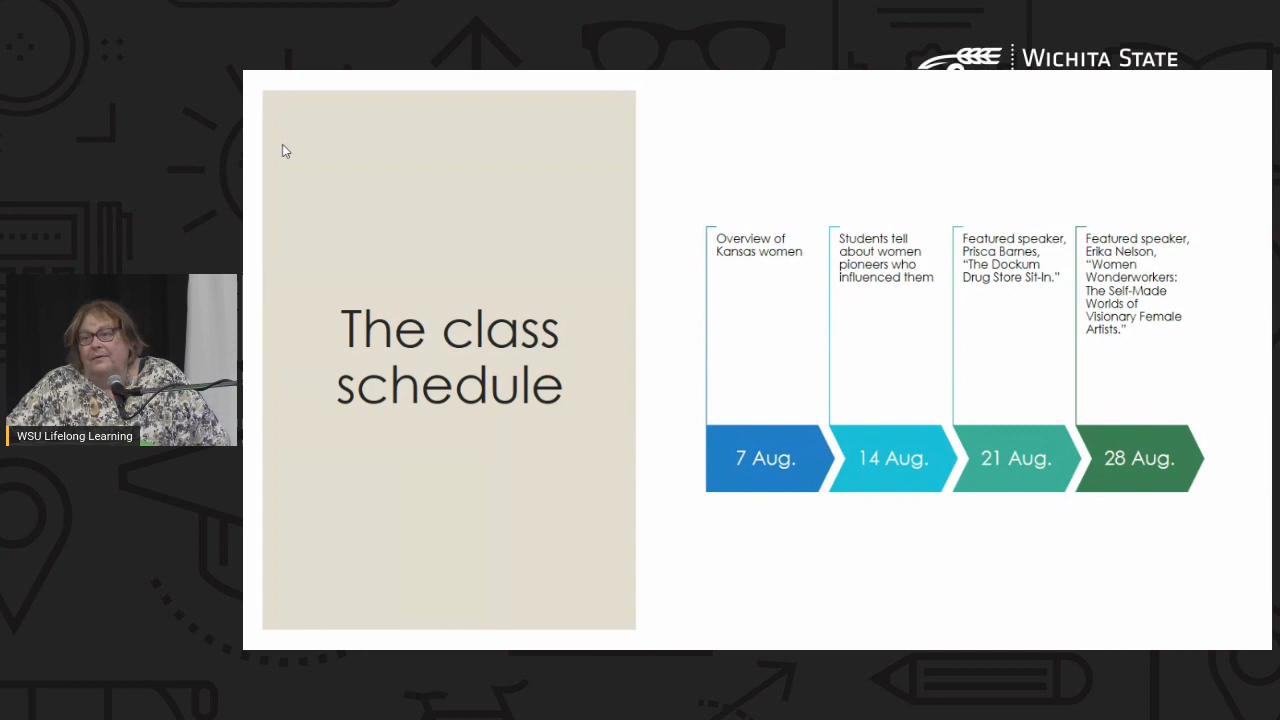 WICHITA STATE
The class
schedule
Overview of
Kansas women
Students tell
about women
pioneers who
influenced them
Featured speaker,
Prisca Barnes,
“The Dockum
Drug Store Sit-In.”
Featured speaker,
Erika Nelson,
“Women
Wonderworkers:
The Self-Made
Worlds of
Visionary Female
Artists.”
7 Aug.
14 Aug.
21 Aug.
28 Aug.
WSU Lifelong Learning